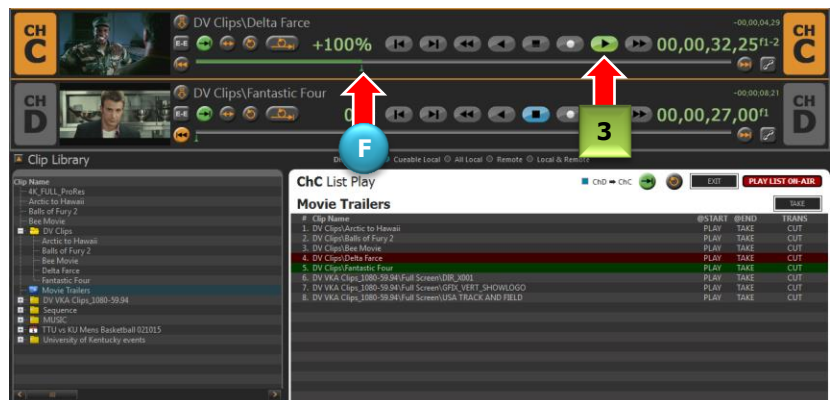 CH C
DV Clips\Delta Farce
-00,00,04,29
CH C
E-E
+100%
00,00,32,25f1-2
CH D
DV Clips\Fantastic Four
-00,00,08;21
CH D
E-E
0
00,00,27,00f1
F
3
Clip Library
Cueable Local All Local Remote Local & Remote
Clip Name
4K_FULL_ProRes
Arctic to Hawaii
Balls of Fury 2
Bee Movie
DV Clips
Arctic to Hawaii
Balls of Fury 2
Bee Movie
Delta Farce
Fantastic Four
Movie Trailers
DV VKA Clips_1080-59.94
Sequence
MUSIC
TTU vs KU Mens Basketball 021015
University of Kentucky events
ChC List Play
ChD ➡ ChC
EXIT
PLAY LIST ON-AIR
Movie Trailers
TAKE
# Clip Name @START @END TRANS
1. DV Clips\Arctic to Hawaii PLAY TAKE CUT
2. DV Clips\Balls of Fury 2 PLAY TAKE CUT
3. DV Clips\Bee Movie PLAY TAKE CUT
4. DV Clips\Delta Farce PLAY TAKE CUT
5. DV Clips\Fantastic Four PLAY TAKE CUT
6. DV VKA Clips_1080-59.94\Full Screen\DIR_X001 PLAY TAKE CUT
7. DV VKA Clips_1080-59.94\Full Screen\GFIX_VERT_SHOWLOGO PLAY TAKE CUT
8. DV VKA Clips_1080-59.94\Full Screen\USA TRACK AND FIELD PLAY TAKE CUT